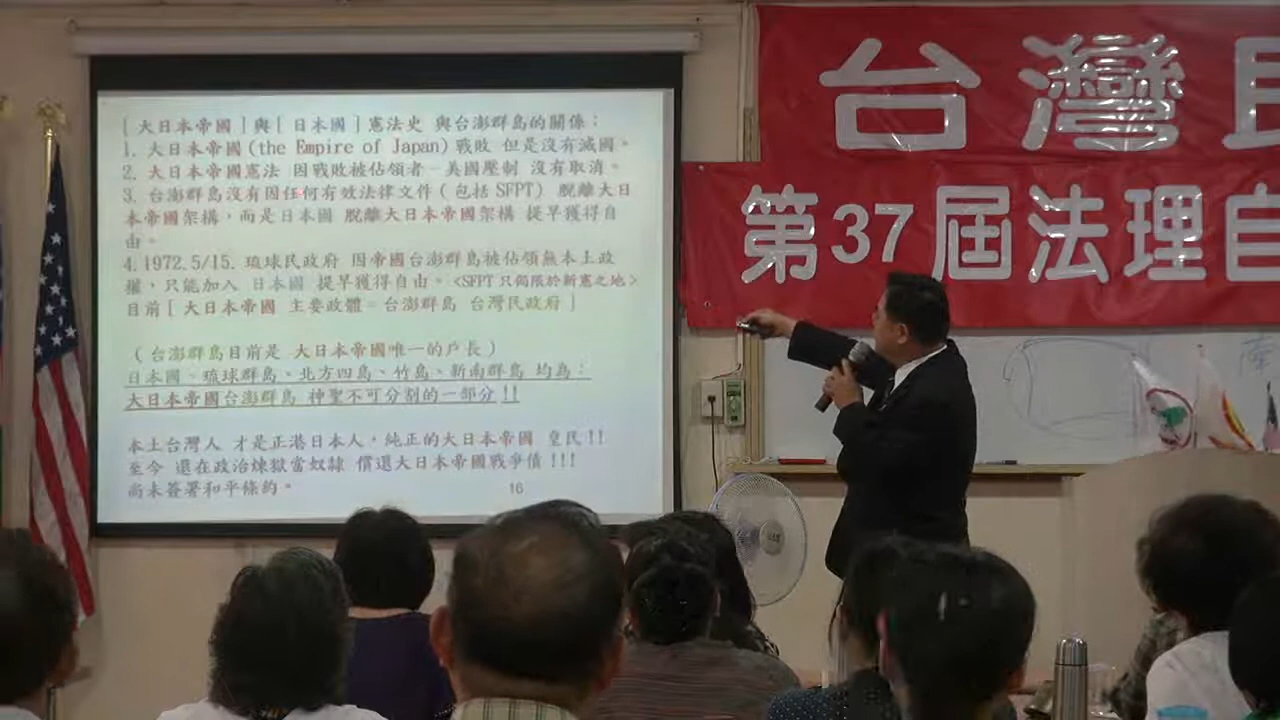 [ 大日本帝國 ] 與 [ 日本國 ] 憲法史 與台澎群島的關係：
1. 大日本帝國(the Empire of Japan)戰敗 但是沒有滅國。
2. 大日本帝國憲法 因戰敗被佔領者－美國壓制 沒有取消。
3. 台澎群島沒有因任何有效法律文件(包括 SFPT) 脫離大日
本帝國架構，而是日本國 脫離大日本帝國架構 提早獲得自
由。
4.1972.5/15. 琉球民政府 因帝國台澎群島被佔領無本土政
權，只能加入 日本國 提早獲得自由。<SFPT 只侷限於新憲之地>
目前 [ 大日本帝國 主要政體＝台澎群島 台灣民政府 ]
(台澎群島目前是 大日本帝國唯一的戶長)
日本國、琉球群島、北方四島、竹島、新南群島 均為：
大日本帝國台澎群島 神聖不可分割的一部分!!
本土台灣人 才是正港日本人，純正的大日本帝國 皇民!!
至今 還在政治煉獄當奴隸 償還大日本帝國戰爭債!!!
尚未簽署和平條約。
16
台灣
第37屆法理自
南